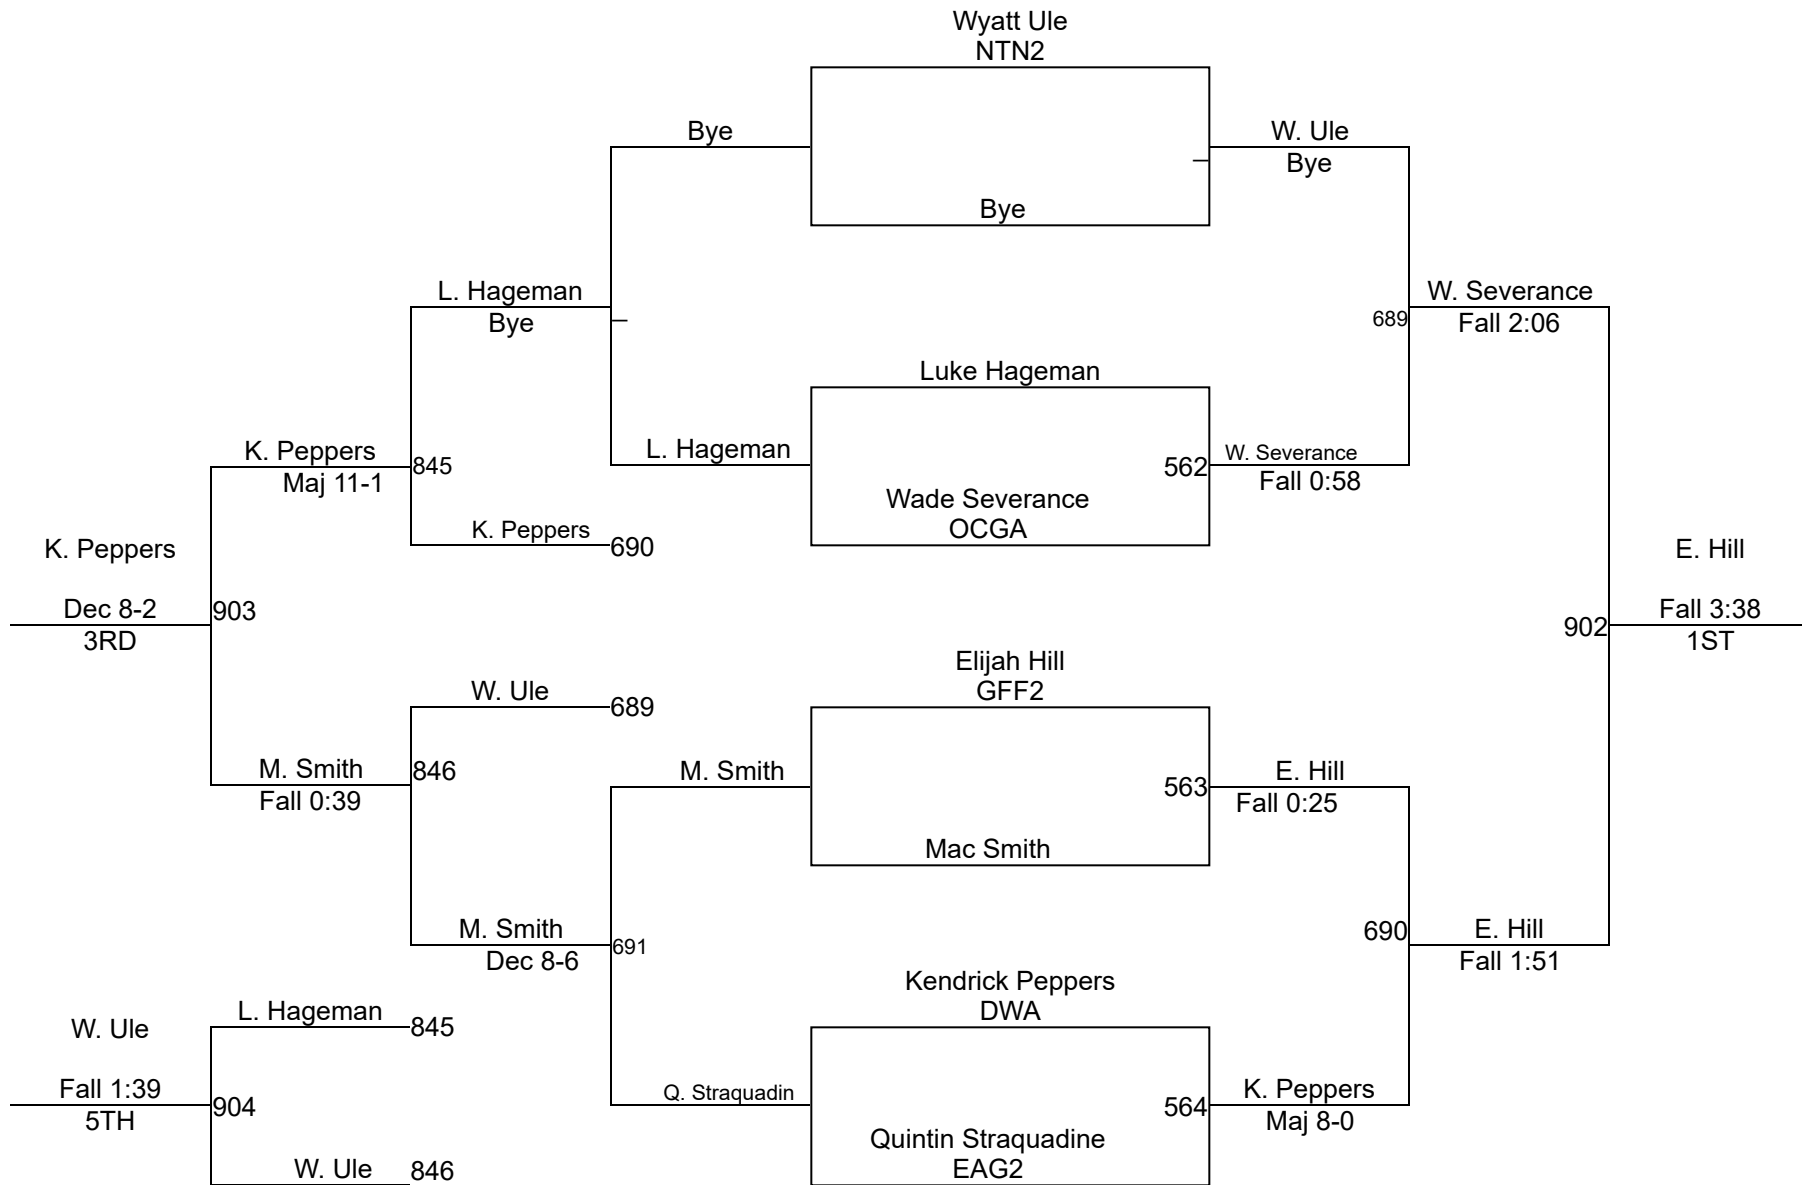 Wyatt Ule
NTN2
Bye
W. Ule
Bye
Bye
L. Hageman
Bye
W. Severance
689
Fall 2:06
Luke Hageman
K. Peppers
845
Maj 11-1
L. Hageman
562
W. Severance
Fall 0:58
Wade Severance
OCGA
K. Peppers
690
K. Peppers
E. Hill
Dec 8-2
903
3RD
902
Fall 3:38
1ST
Elijah Hill
GFF2
W. Ule
689
M. Smith
846
Fall 0:39
M. Smith
563
E. Hill
Fall 0:25
Mac Smith
M. Smith
691
Dec 8-6
690
E. Hill
Fall 1:51
Kendrick Peppers
DWA
W. Ule
L. Hageman
845
Fall 1:39
904
5TH
Q. Straquadin
564
K. Peppers
Maj 8-0
Quintin Straquadine
EAG2
W. Ule
846